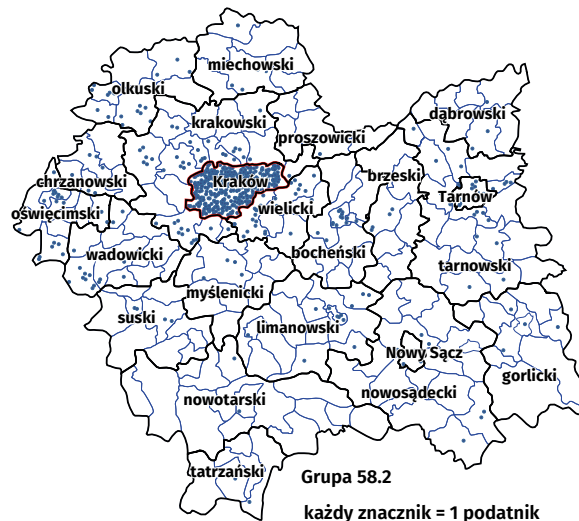 miechowski
olkuski
dąbrowski
krakowski
proszowicki
brzeski
chrzanowski
Kraków
Tarnów
oświęcimski
wielicki
wadowicki
bocheński
tarnowski
myślenicki
suski
limanowski
Nowy Sącz
gorlicki
nowotarski
nowosądecki
tatrzański
Grupa 58.2
każdy znacznik = 1 podatnik